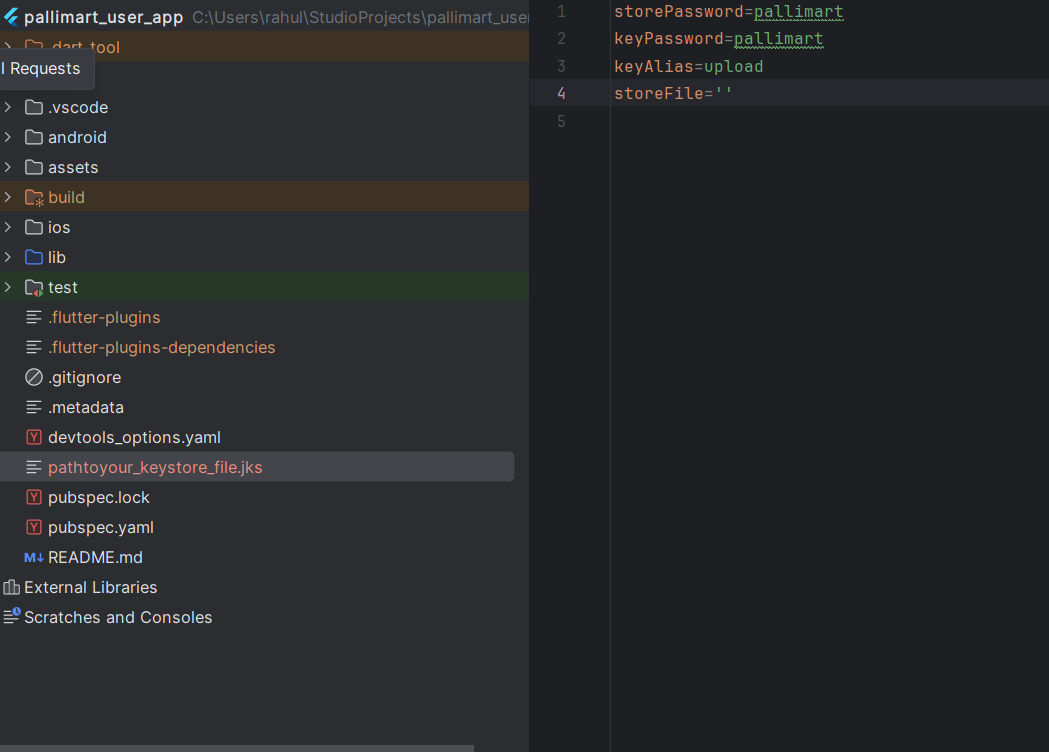 pallimart_user_app C:\Users\rahul\StudioProjects\pallimart_use
.dart_tool
l Requests
.vscode
android
assets
build
ios
lib
test
.flutter-plugins
.flutter-plugins-dependencies
.gitignore
.metadata
devtools_options.yaml
pathtoyour_keystore_file.jks
pubspec.lock
pubspec.yaml
README.md
External Libraries
Scratches and Consoles
1 storePassword=pallimart
2 keyPassword=pallimart
3 keyAlias=upload
4 storeFile=''
5